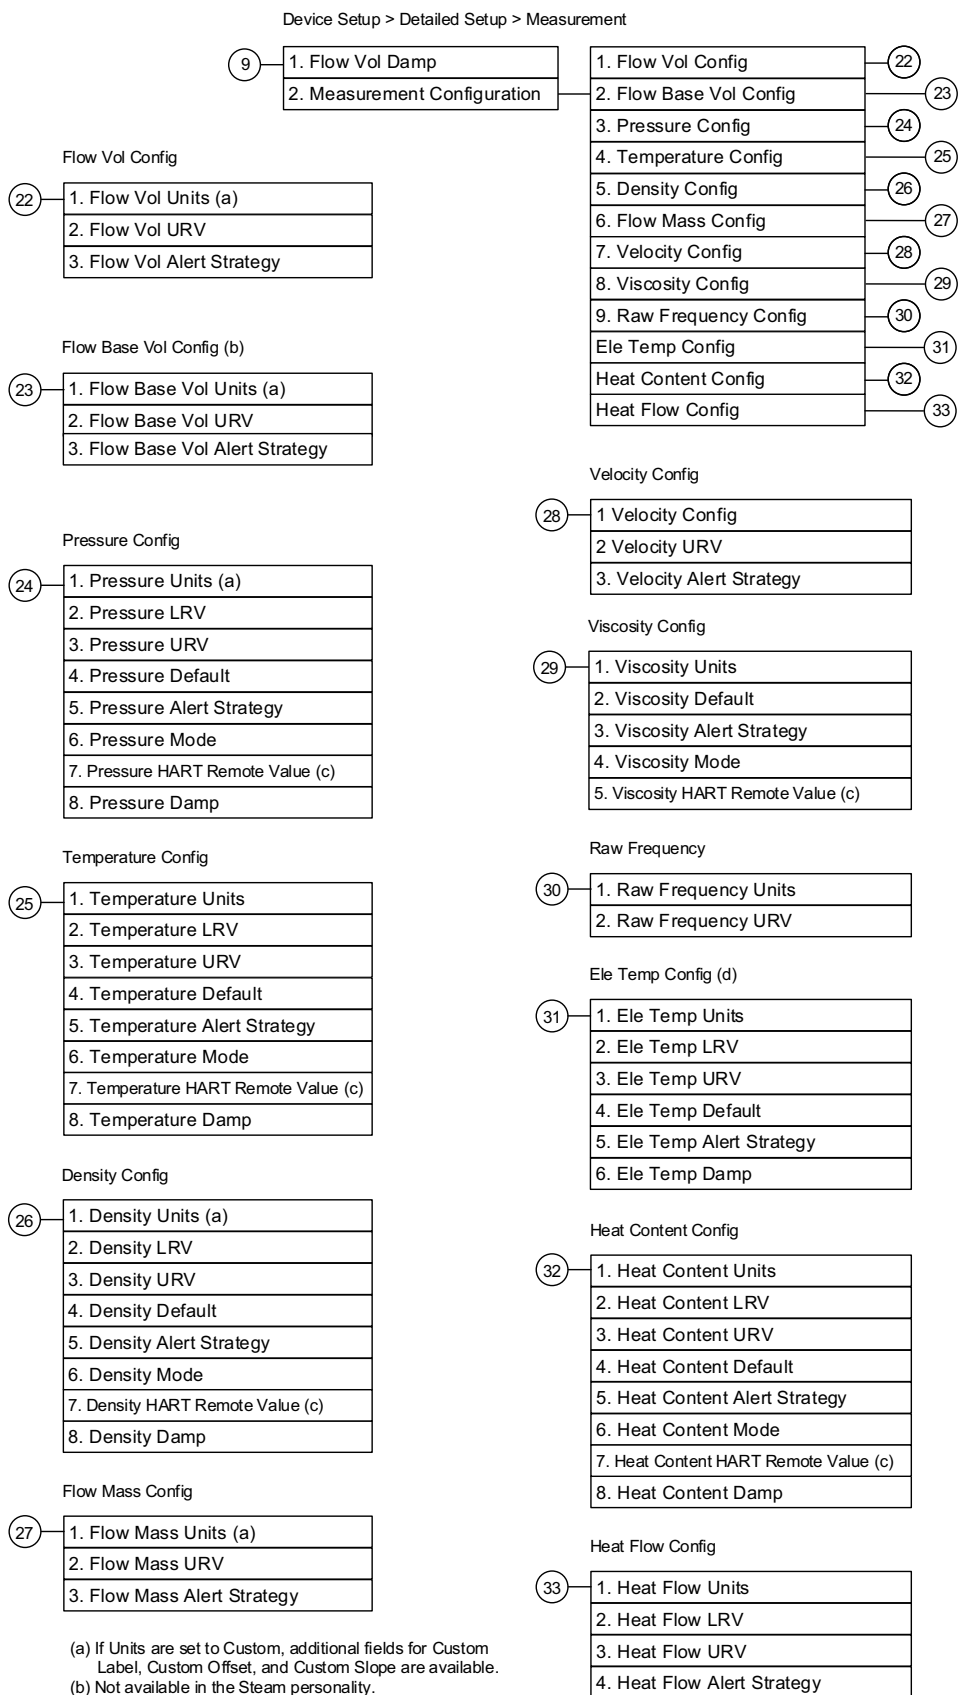 Device Setup > Detailed Setup > Measurement
9
1. Flow Vol Damp
2. Measurement Configuration
1. Flow Vol Config
22
2. Flow Base Vol Config
23
3. Pressure Config
24
4. Temperature Config
25
5. Density Config
26
6. Flow Mass Config
27
7. Velocity Config
28
8. Viscosity Config
29
9. Raw Frequency Config
30
Ele Temp Config
31
Heat Content Config
32
Heat Flow Config
33
Flow Vol Config
22
1. Flow Vol Units (a)
2. Flow Vol URV
3. Flow Vol Alert Strategy
Flow Base Vol Config (b)
23
1. Flow Base Vol Units (a)
2. Flow Base Vol URV
3. Flow Base Vol Alert Strategy
Pressure Config
24
1. Pressure Units (a)
2. Pressure LRV
3. Pressure URV
4. Pressure Default
5. Pressure Alert Strategy
6. Pressure Mode
7. Pressure HART Remote Value (c)
8. Pressure Damp
Temperature Config
25
1. Temperature Units
2. Temperature LRV
3. Temperature URV
4. Temperature Default
5. Temperature Alert Strategy
6. Temperature Mode
7. Temperature HART Remote Value (c)
8. Temperature Damp
Density Config
26
1. Density Units (a)
2. Density LRV
3. Density URV
4. Density Default
5. Density Alert Strategy
6. Density Mode
7. Density HART Remote Value (c)
8. Density Damp
Flow Mass Config
27
1. Flow Mass Units (a)
2. Flow Mass URV
3. Flow Mass Alert Strategy
Velocity Config
28
1 Velocity Config
2 Velocity URV
3. Velocity Alert Strategy
Viscosity Config
29
1. Viscosity Units
2. Viscosity Default
3. Viscosity Alert Strategy
4. Viscosity Mode
5. Viscosity HART Remote Value (c)
Raw Frequency
30
1. Raw Frequency Units
2. Raw Frequency URV
Ele Temp Config (d)
31
1. Ele Temp Units
2. Ele Temp LRV
3. Ele Temp URV
4. Ele Temp Default
5. Ele Temp Alert Strategy
6. Ele Temp Damp
Heat Content Config
32
1. Heat Content Units
2. Heat Content LRV
3. Heat Content URV
4. Heat Content Default
5. Heat Content Alert Strategy
6. Heat Content Mode
7. Heat Content HART Remote Value (c)
8. Heat Content Damp
Heat Flow Config
33
1. Heat Flow Units
2. Heat Flow LRV
3. Heat Flow URV
4. Heat Flow Alert Strategy
(a) If Units are set to Custom, additional fields for Custom
Label, Custom Offset, and Custom Slope are available.
(b) Not available in the Steam personality.